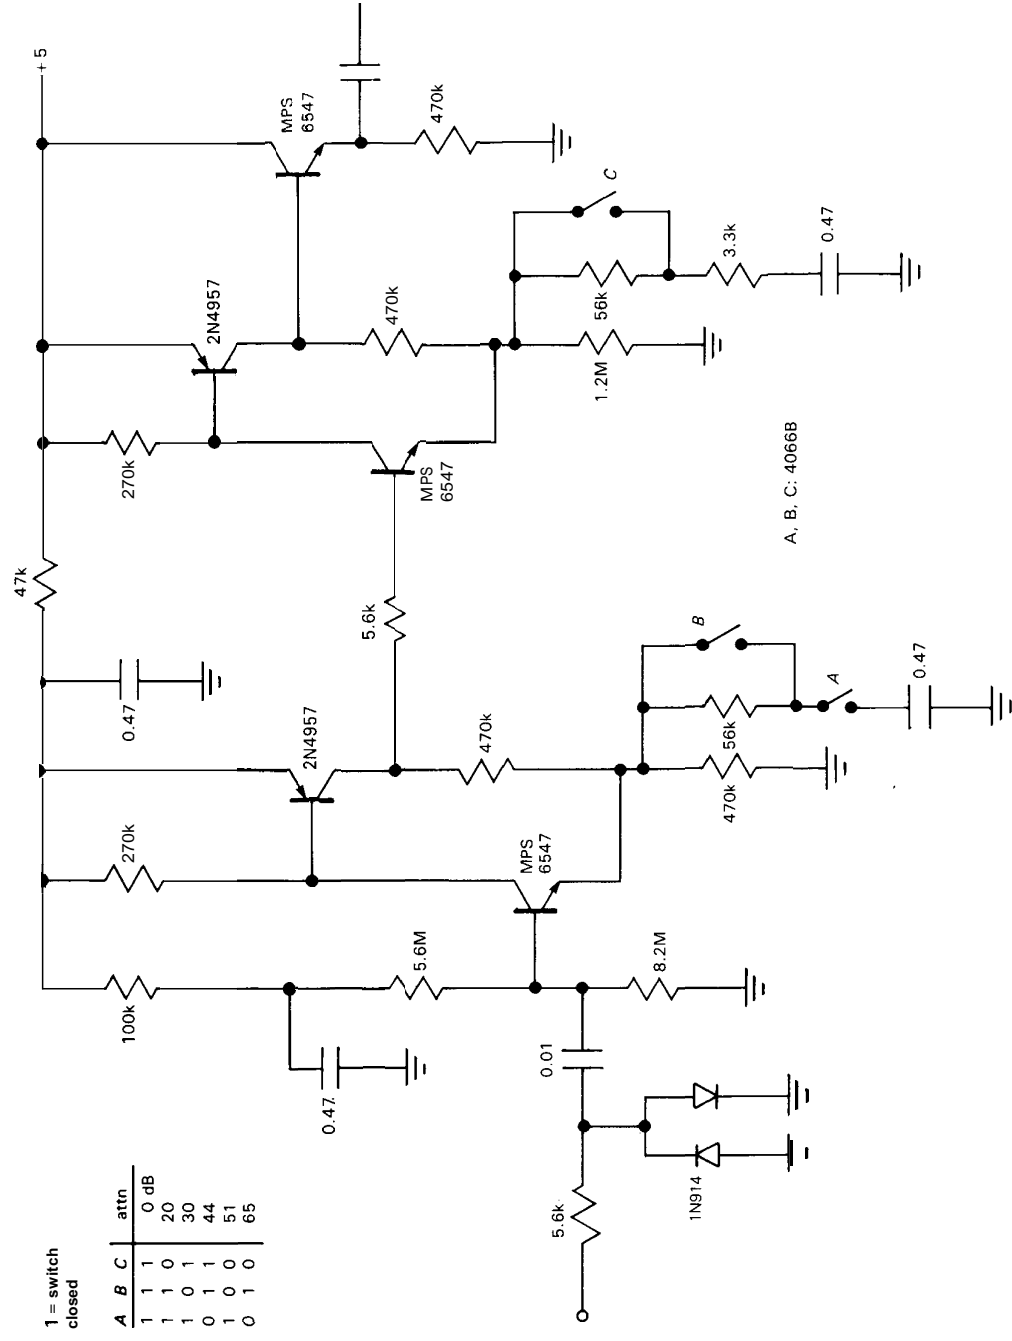 +5
MPS
6547
470k
C
3.3k
0.47
2N4957
470k
56k
1.2M
270k
MPS
6547
A, B, C: 4066B
47k
5.6k
B
A
0.47
0.47
2N4957
470k
56k
470k
270k
MPS
6547
5.6M
8.2M
100k
0.01
0.47
1N914
5.6k
1 = switch
closed
A B C attn
1 1 1 0 dB
1 1 0 20
1 0 1 30
0 1 1 44
1 0 0 51
0 1 0 65